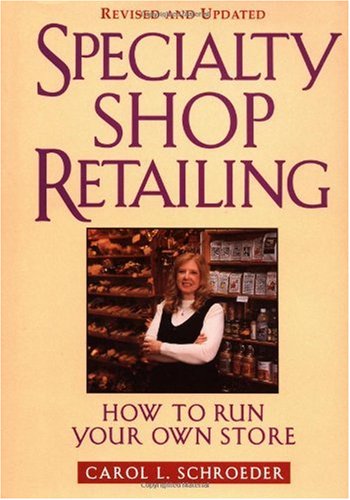 REVISED AND UPDATED
SPECIALTY
SHOP
RETAILING
HOW TO RUN
YOUR OWN STORE
CAROL L. SCHROEDER